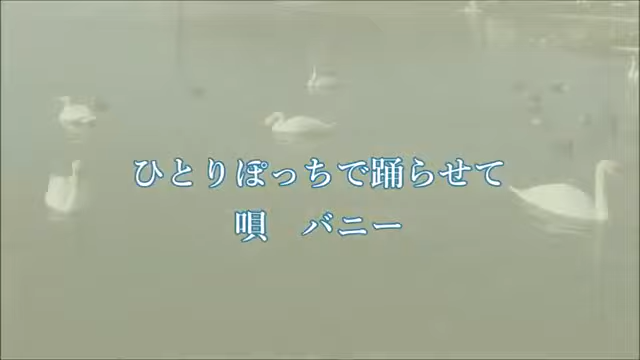 ひとりぽっちで踊らせて
唄　バニー